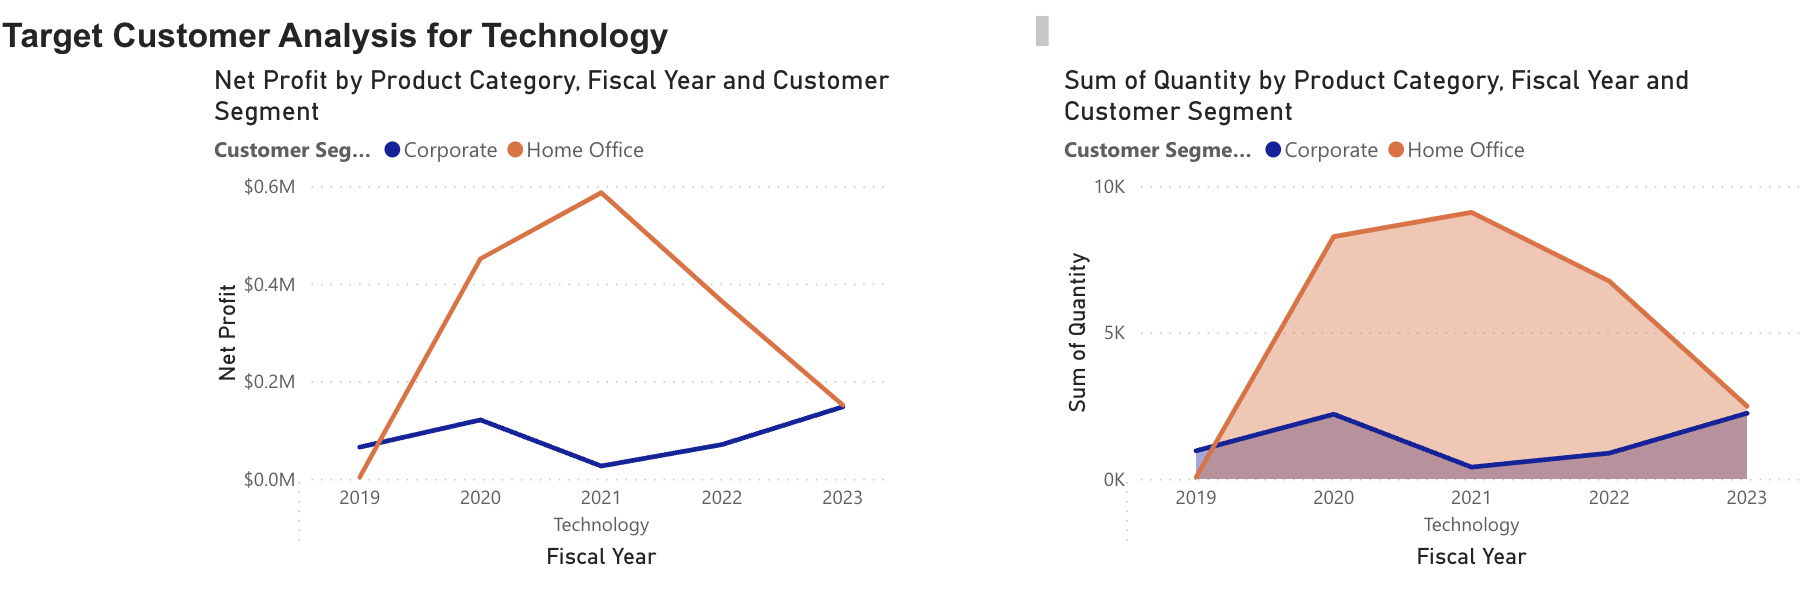 Target Customer Analysis for Technology
Net Profit by Product Category, Fiscal Year and Customer
Segment
Customer Seg... Corporate Home Office
$0.6M
$0.4M
$0.2M
$0.0M
Net Profit
2019 2020 2021 2022 2023
Technology
Fiscal Year
Sum of Quantity by Product Category, Fiscal Year and
Customer Segment
Customer Segme... Corporate Home Office
10K
5K
0K
Sum of Quantity
2019 2020 2021 2022 2023
Technology
Fiscal Year